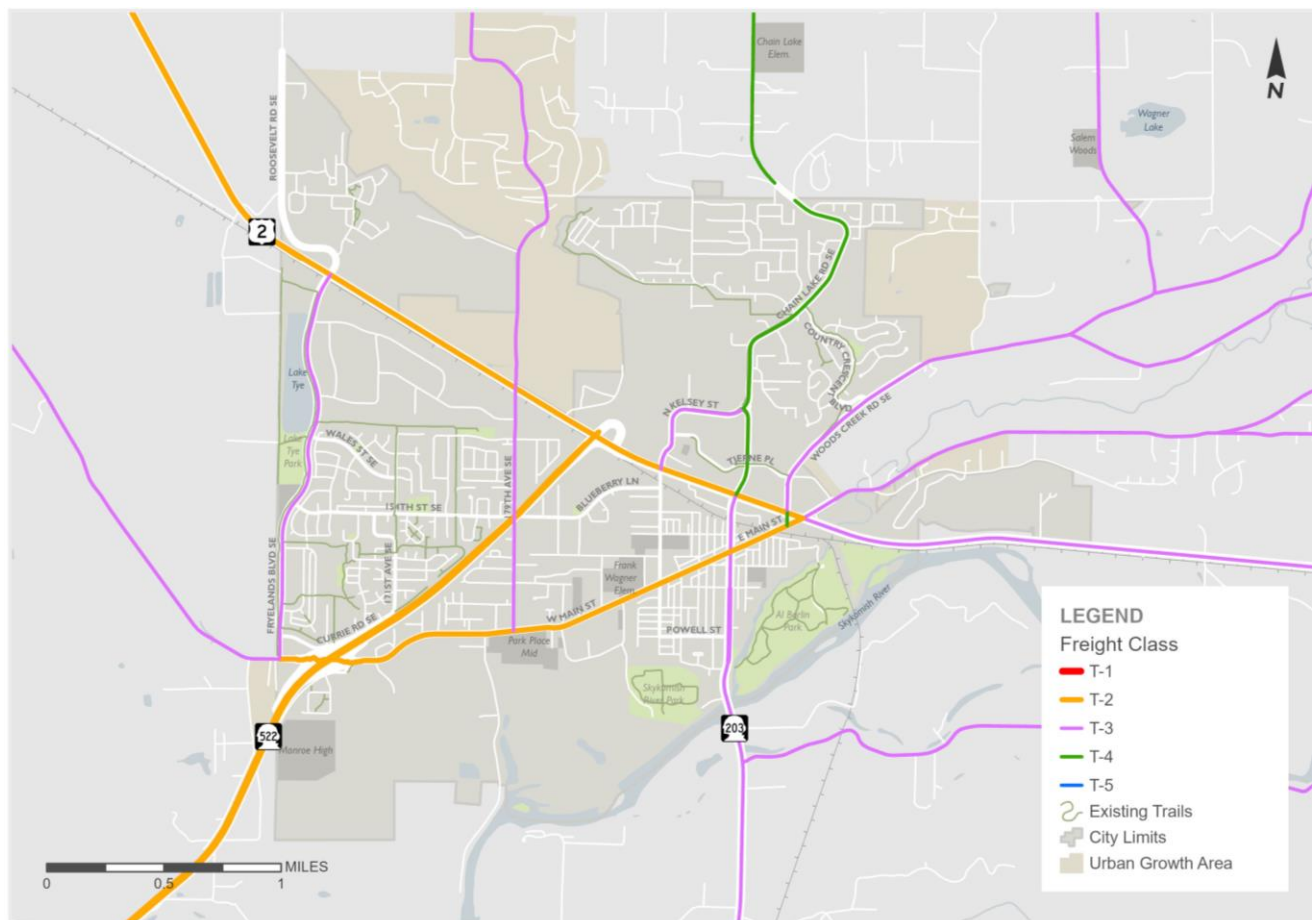 Chain Lake
Elem
N
Wagner
Lake
ROOSEVELT RD SE
Salem
Woods
2
CHAIN LAKE RD SE
Lake
Tye
COUNTRY CRESCENT
BLVD
N KELSEY ST
WOODS CREEK RD SE
Lake
Tye
Park
WALES ST SE
TJERNE PL
179TH AVE SE
BLUEBERRY LN
154TH ST SE
E MAIN ST
171ST AVE SE
Frank
Wagner
Elem
FRYELANDS BLVD SE
Al Borlin
Park
Skykomish River
W MAIN ST
CURRIE RD SE
POWELL ST
Park Place
Mid
Skykomish
River Park
522
203
Monroe High
LEGEND
Freight Class
T-1
T-2
T-3
T-4
T-5
Existing Trails
City Limits
Urban Growth Area
MILES
0 0.5 1